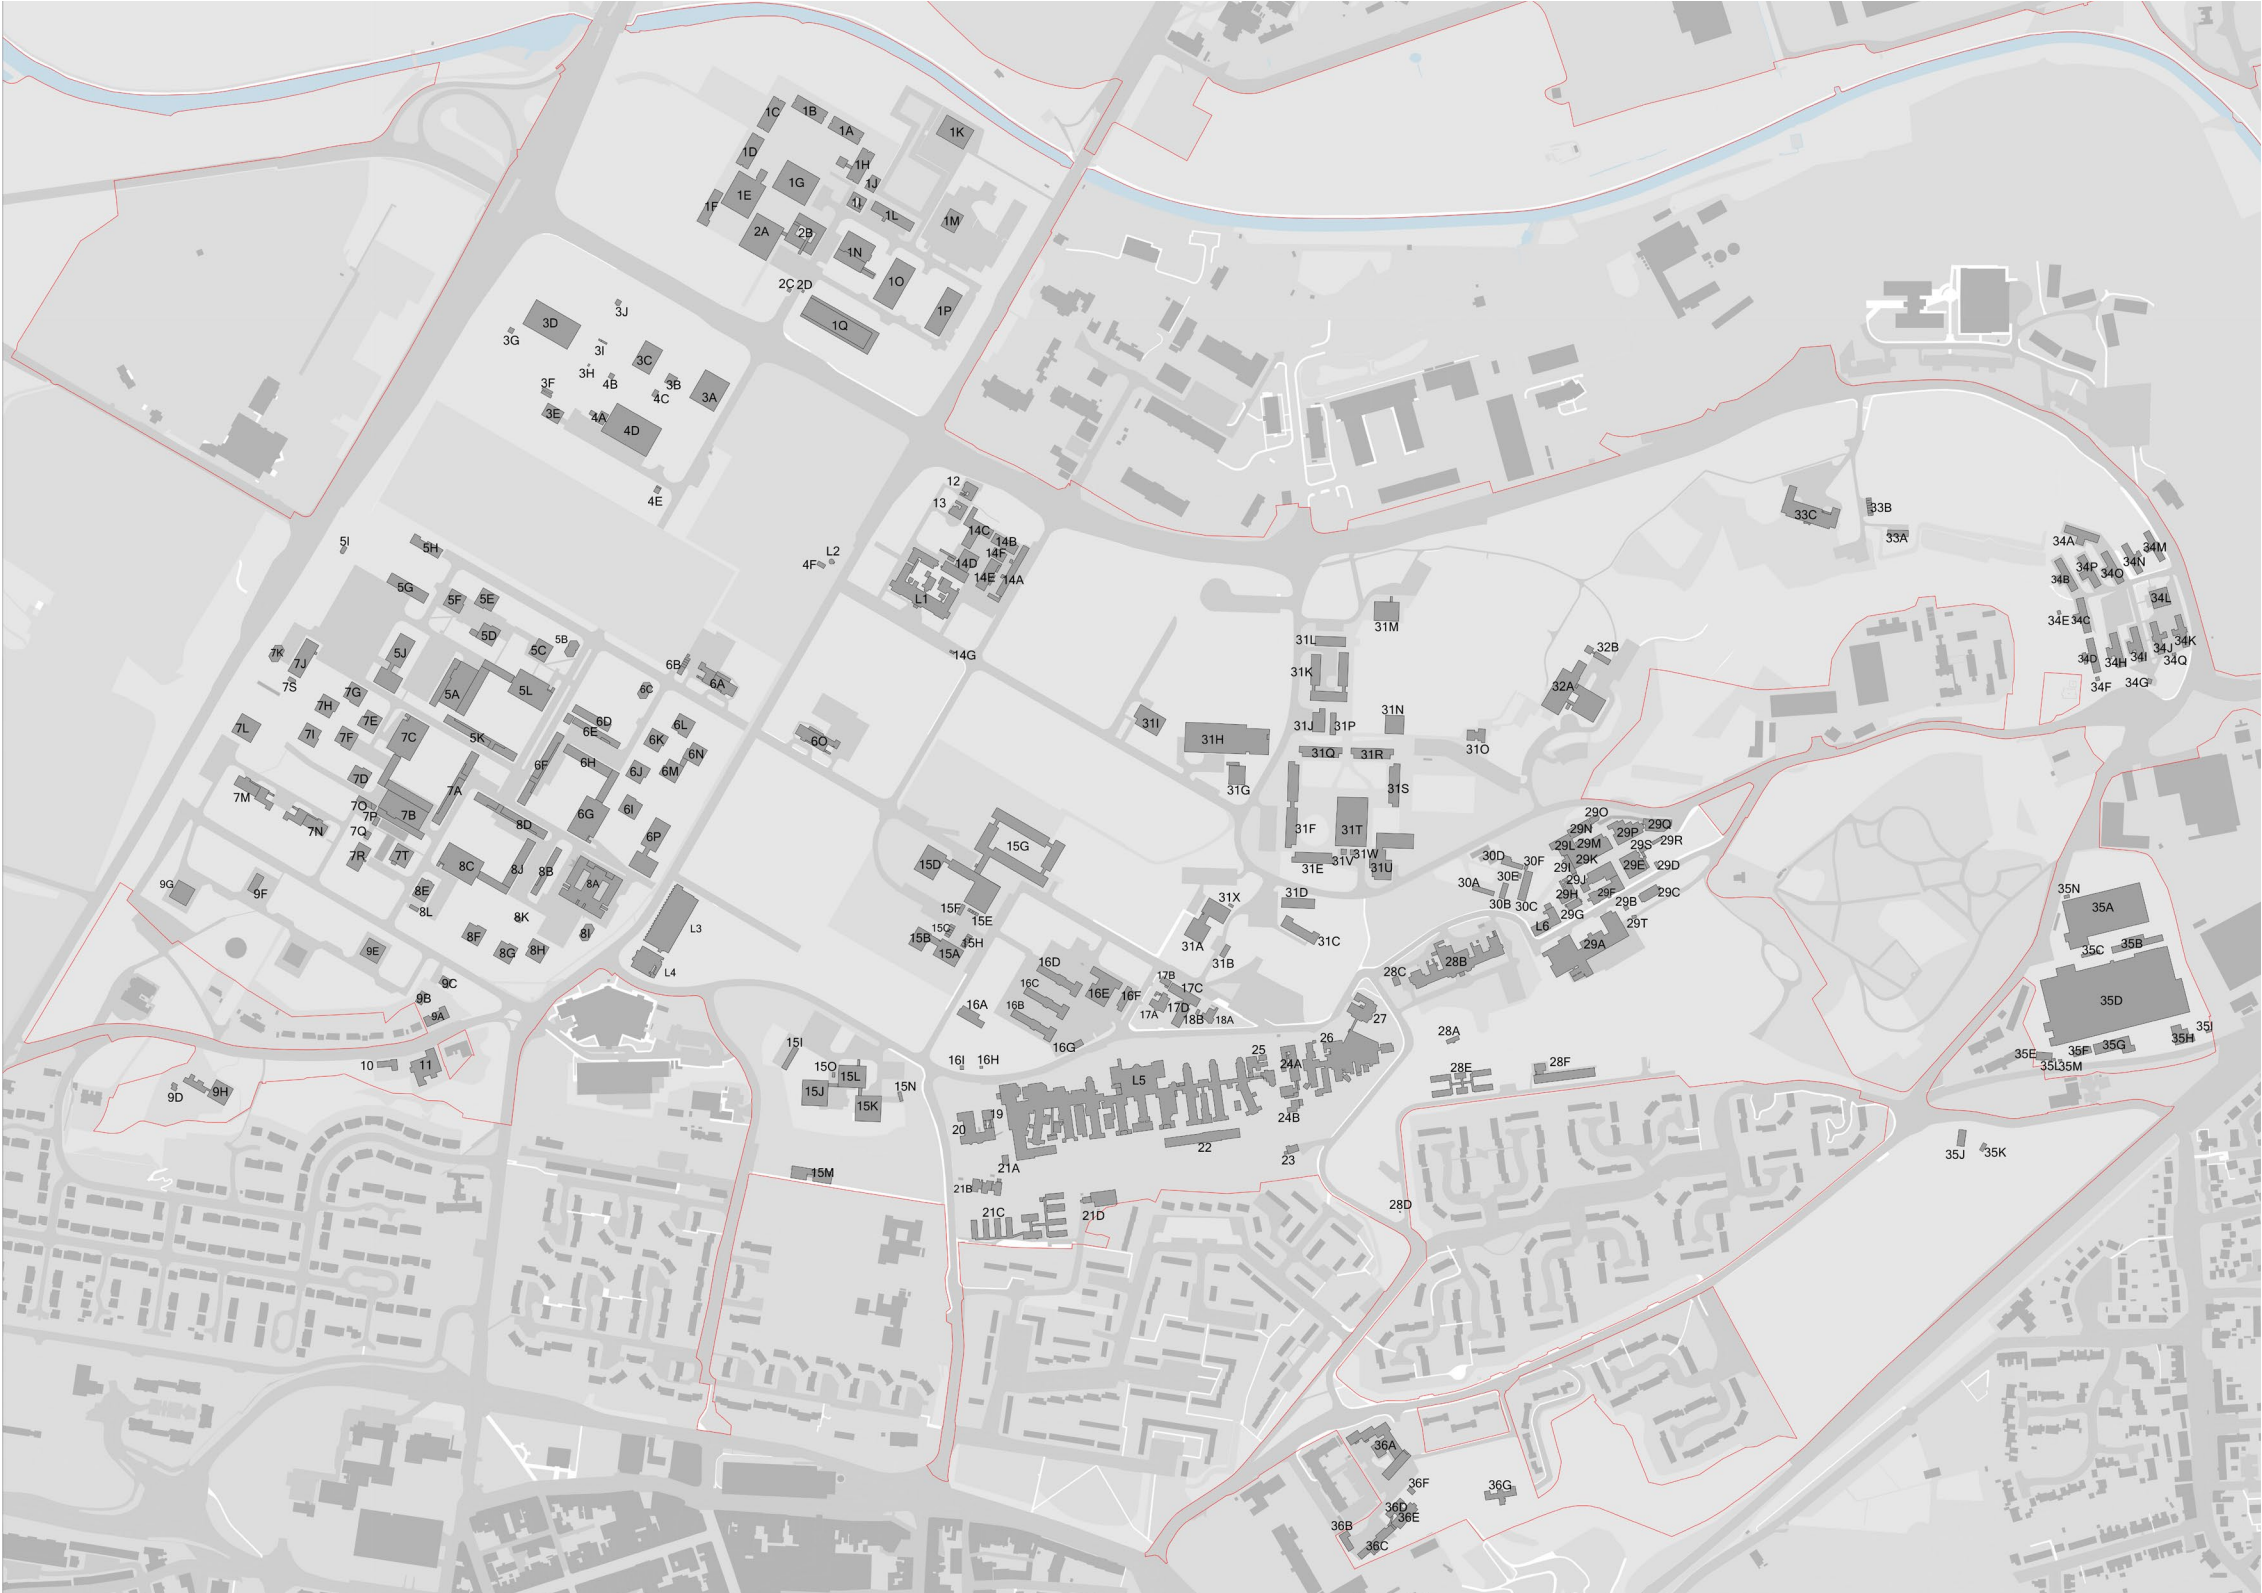 1C
1B
1A
1K
1D
1H
1J
1G
1E
1F
1I
1L
1M
2A
2B
1N
1O
2C
2D
1P
1Q
3J
3D
3G
3I
3C
3H
4B
3B
3F
4C
3A
3E
4A
4D
4E
12
13
14C
14B
14F
14D
14E
14A
L1
14G
L2
4F
5I
5H
5G
5F
5E
5D
5B
5C
5J
7K
7J
7S
5A
5L
6B
6A
6C
7G
7H
7E
7L
7I
7F
7C
5K
6D
6E
6L
6K
6N
6O
6F
6H
6J
6M
7D
7M
7A
7O
7P
7B
6G
6I
7N
7Q
8D
6P
7R
7T
8C
8J
8B
8A
9G
9F
8E
8L
8K
L3
8F
8I
8G
8H
9E
L4
9C
9B
9A
10
11
9D
9H
33C
33B
33A
34A
34M
34N
34P
34O
34B
34L
34E
34C
34K
34J
34D
34H
34I
34Q
34F
34G
31M
31L
31K
32B
32A
31I
31J
31P
31N
31H
31O
31Q
31R
31G
31S
31F
31T
31V
31W
31E
31U
15G
15D
15F
15E
15C
15B
15H
15A
31X
31D
31A
31C
31B
29O
29N
29P
29Q
29L
29M
29R
29S
29K
29I
29E
29D
29J
29H
29F
29C
29B
29G
29T
L6
29A
30D
30F
30E
30A
30B
30C
28B
28C
35N
35A
35B
35C
35D
35I
35H
35G
35E
35F
35L
35M
35J
35K
16D
16C
16E
16F
17B
17C
16A
16B
17A
17D
18B
18A
16G
16I
16H
27
26
28A
15I
15O
15L
15N
15J
15K
15M
25
24A
28E
28F
L5
19
20
24B
22
23
21A
21B
21C
21D
28D
36A
36F
36G
36D
36E
36B
36C